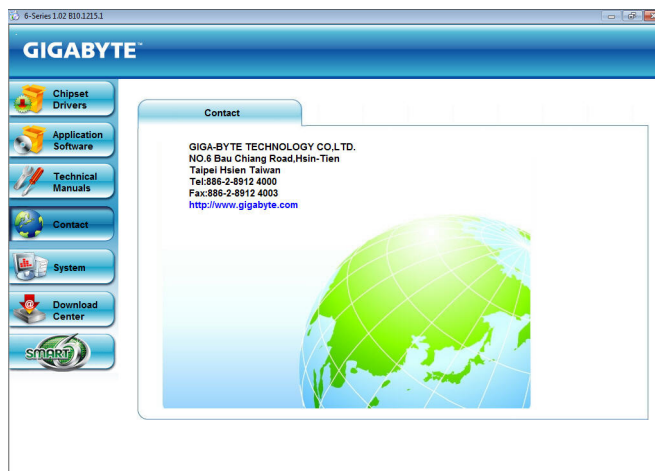 6-Series 1.02 B10.1215.1
GIGABYTE™
Chipset
Drivers
Application
Software
Technical
Manuals
Contact
System
Download
Center
SMART6
Contact
GIGA-BYTE TECHNOLOGY CO,LTD.
NO.6 Bau Chiang Road,Hsin-Tien
Taipei Hsien Taiwan
Tel:886-2-8912 4000
Fax:886-2-8912 4003
http://www.gigabyte.com